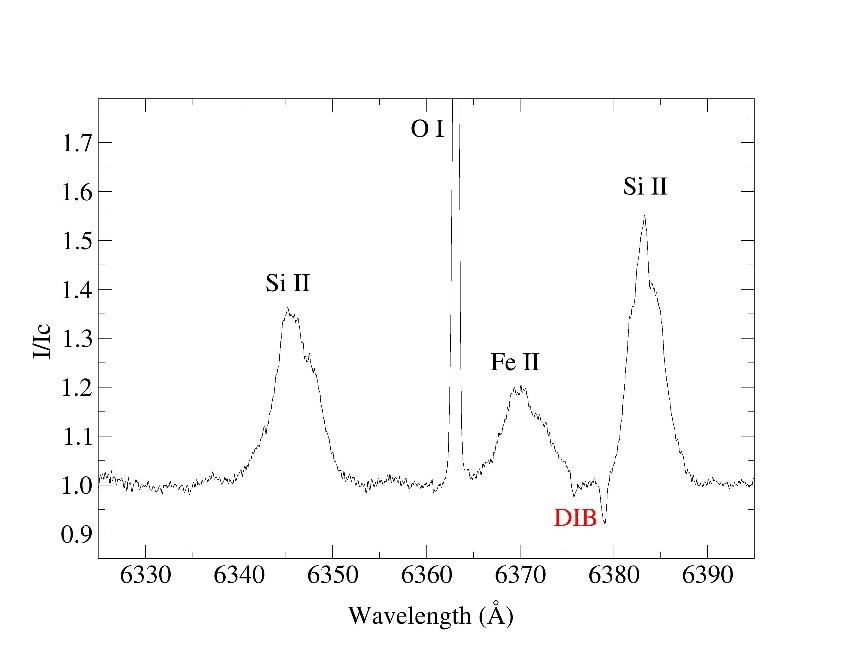 O I
Si II
Si II
Fe II
DIB
1.7
1.6
1.5
1.4
1.3
1.2
1.1
1.0
0.9
I/Ic
6330 6340 6350 6360 6370 6380 6390
Wavelength (Å)